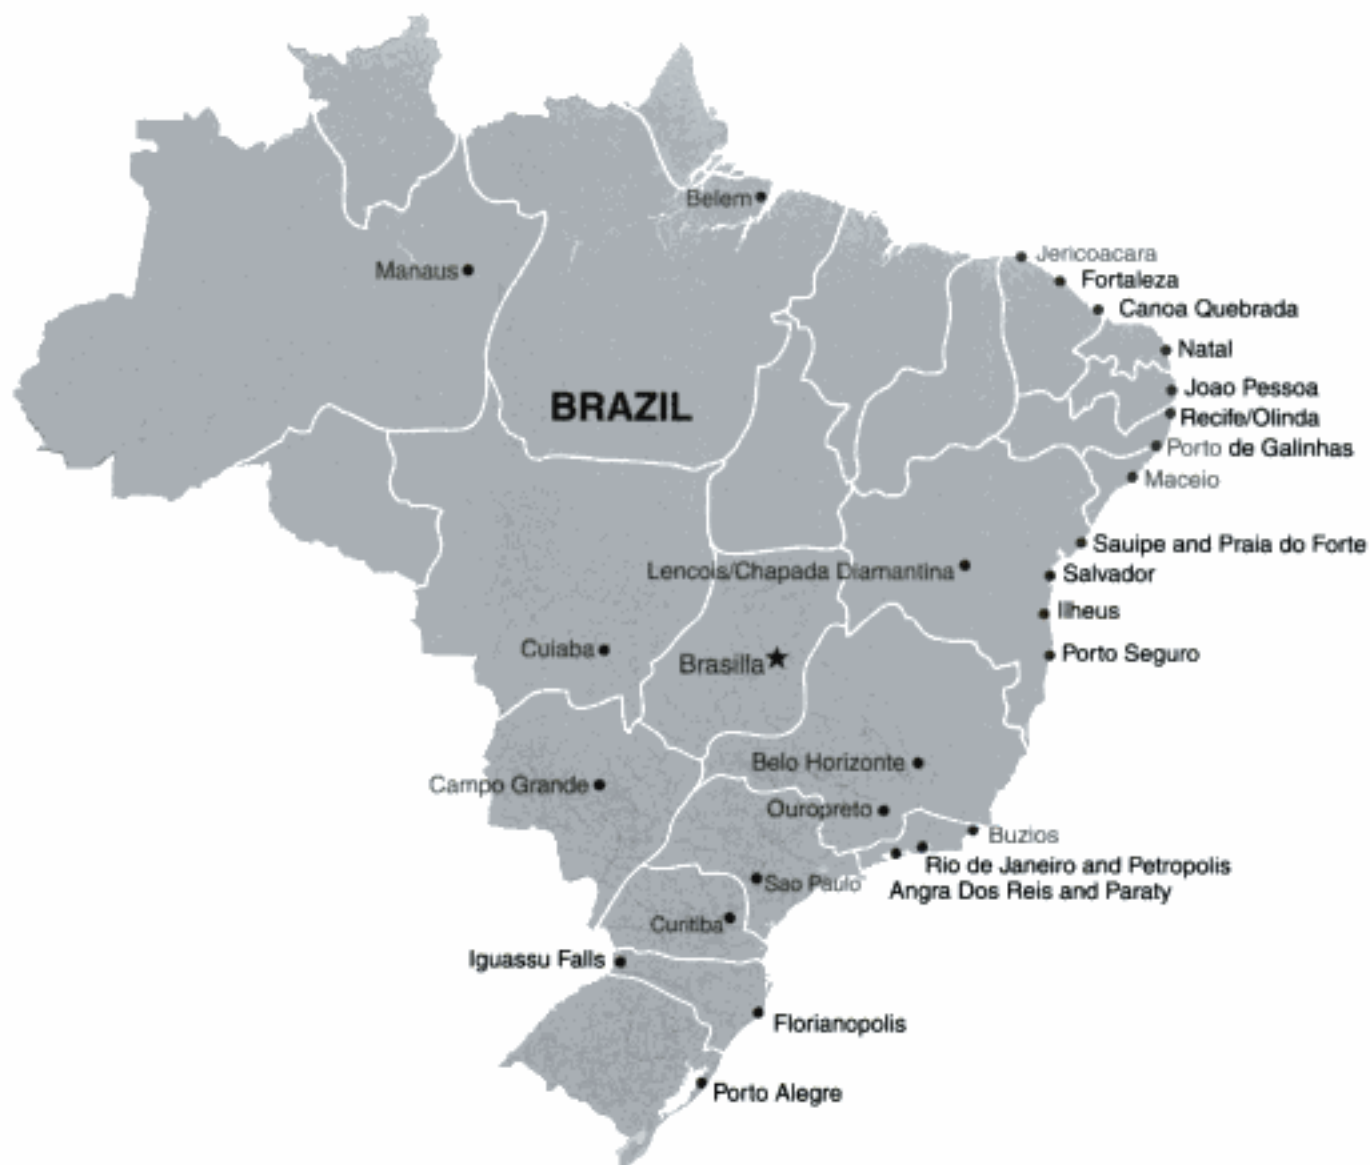 Belem
Jericoacara
Manaus
Fortaleza
Canoa Quebrada
Natal
Joao Pessoa
BRAZIL
Recife/Olinda
Porto de Galinhas
Maceio
Sauipe and Praia do Forte
Lencois/Chapada Diamantina
Salvador
Ilheus
Cuiaba
Porto Seguro
Brasilia
Belo Horizonte
Campo Grande
Ouropreto
Buzios
Rio de Janeiro and Petropolis
Sao Paulo
Angra Dos Reis and Paraty
Curitiba
Iguassu Falls
Florianopolis
Porto Alegre